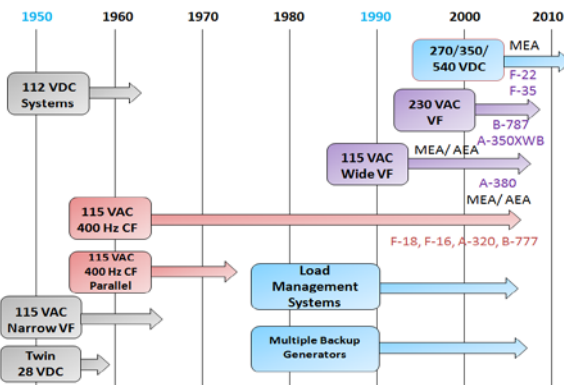 1950 1960 1970 1980 1990 2000 2010
270/350/
540 VDC
MEA
F-22
F-35
112 VDC
Systems
230 VAC
VF
B-787
A-350XWB
115 VAC
Wide VF
MEA/ AEA
A-380
MEA/ AEA
115 VAC
400 Hz CF
F-18, F-16, A-320, B-777
115 VAC
400 Hz CF
Parallel
Load
Management
Systems
115 VAC
Narrow VF
Multiple Backup
Generators
Twin
28 VDC